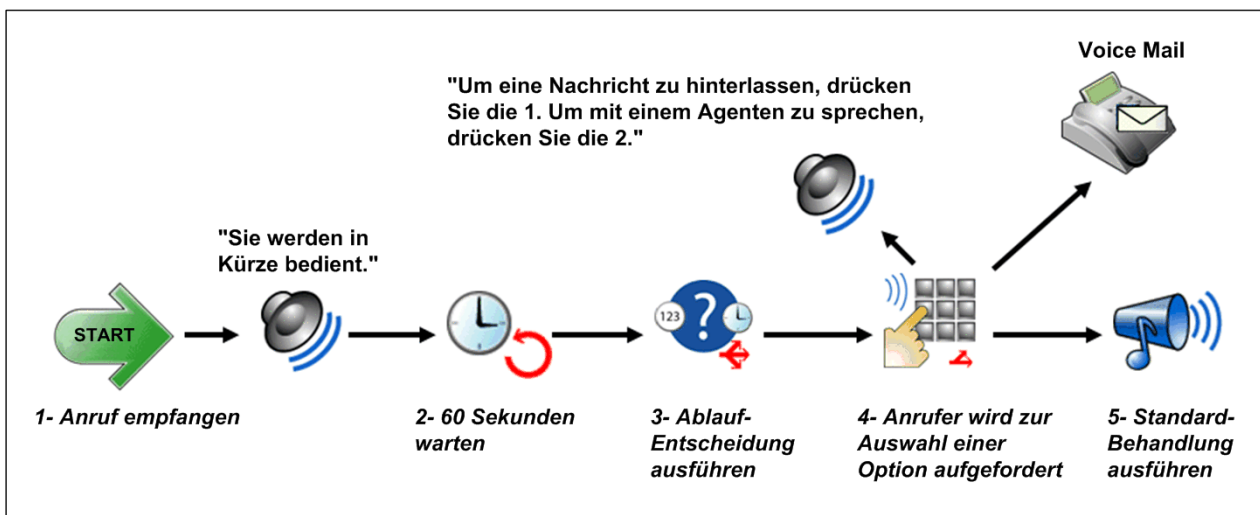 Voice Mail
"Um eine Nachricht zu hinterlassen, drücken
Sie die 1. Um mit einem Agenten zu sprechen,
drücken Sie die 2."
"Sie werden in
Kürze bedient."
START
123
?
1- Anruf empfangen
2- 60 Sekunden
warten
3- Ablauf-
Entscheidung
ausführen
4- Anrufer wird zur
Auswahl einer
Option aufgefordert
5- Standard-
Behandlung
ausführen